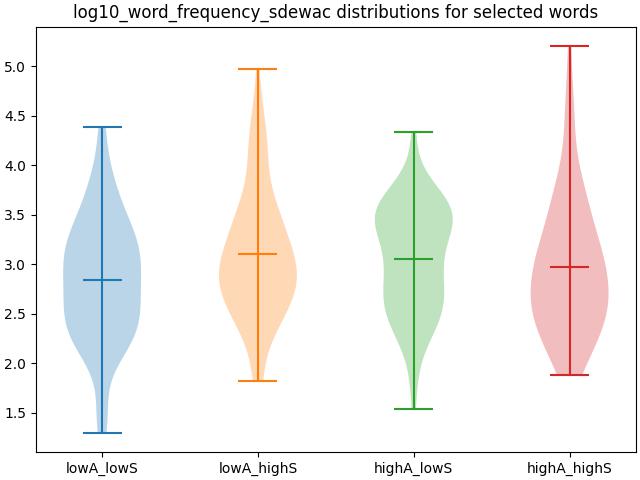 log10_word_frequency_sdewac distributions for selected words
5.0
4.5
4.0
3.5
3.0
2.5
2.0
1.5
lowA_lowS
lowA_highS
highA_lowS
highA_highS